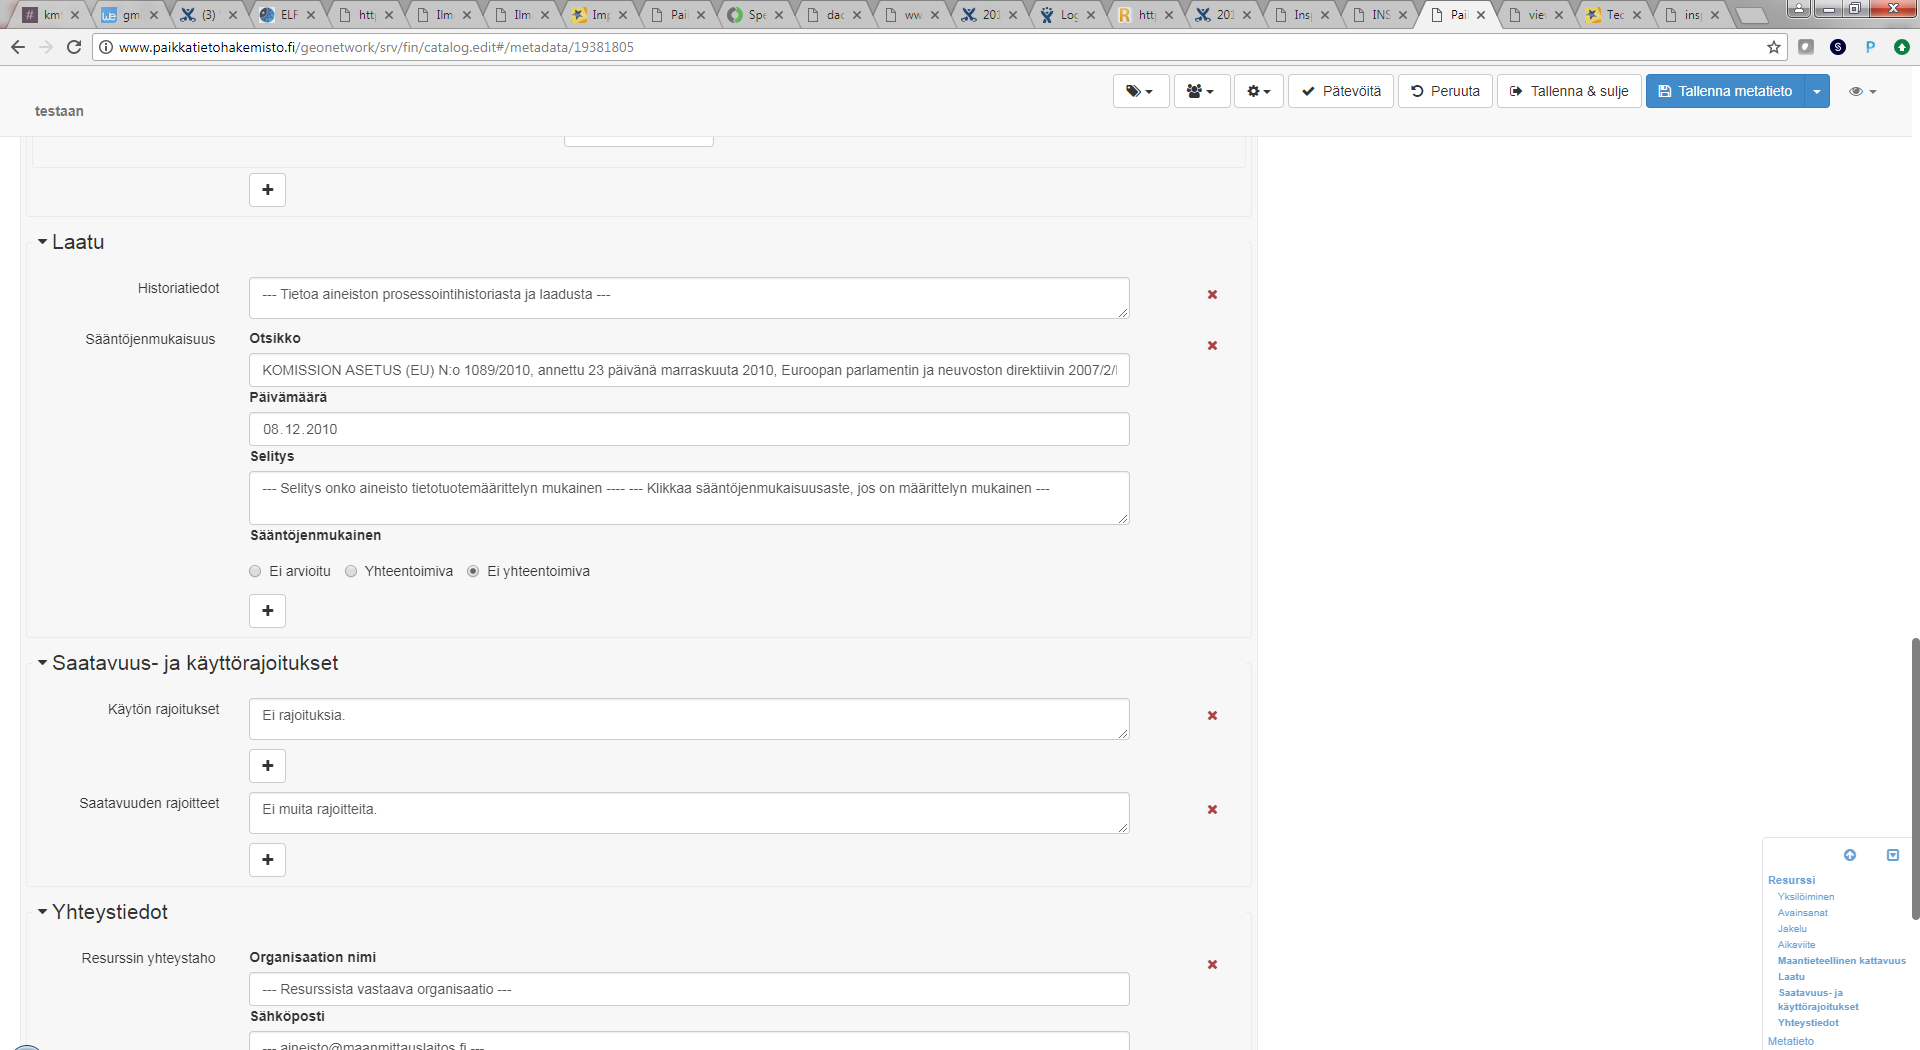 km
gm
(3)
ELF
htt
Ilm
Ilm
Imp
Pai
Spe
dac
ww
201
Log
htt
201
Insp
INS
Pai
vie
Tec
insp
www.paikkatietohakemisto.fi/geonetwork/srv/fin/catalog.edit#/metadata/19381805
testaan
Pätevöitä
Peruuta
Tallenna & sulje
Tallenna metatieto
Laatu
Historiatiedot
--- Tietoa aineiston prosessointihistoriasta ja laadusta ---
Sääntöjenmukaisuus
Otsikko
KOMISSION ASETUS (EU) N:o 1089/2010, annettu 23 päivänä marraskuuta 2010, Euroopan parlamentin ja neuvoston direktiivin 2007/2/
Päivämäärä
08.12.2010
Selitys
--- Selitys onko aineisto tietotuotemäärittelyn mukainen ---- --- Klikkaa sääntöjenmukaisuusaste, jos on määrittelyn mukainen ---
Sääntöjenmukainen
Ei arvioitu Yhteentoimiva Ei yhteentoimiva
Saatavuus- ja käyttörajoitukset
Käytön rajoitukset
Ei rajoituksia.
Saatavuuden rajoitteet
Ei muita rajoitteita.
Yhteystiedot
Resurssin yhteystaho
Organisaation nimi
--- Resurssista vastaava organisaatio ---
Sähköposti
--- aineisto@maanmittauslaitos.fi ---
Resurssi
Yksilöiminen
Avainsanat
Jakelu
Aikaviite
Maantieteellinen kattavuus
Laatu
Saatavuus- ja
käyttörajoitukset
Yhteystiedot
Metatieto